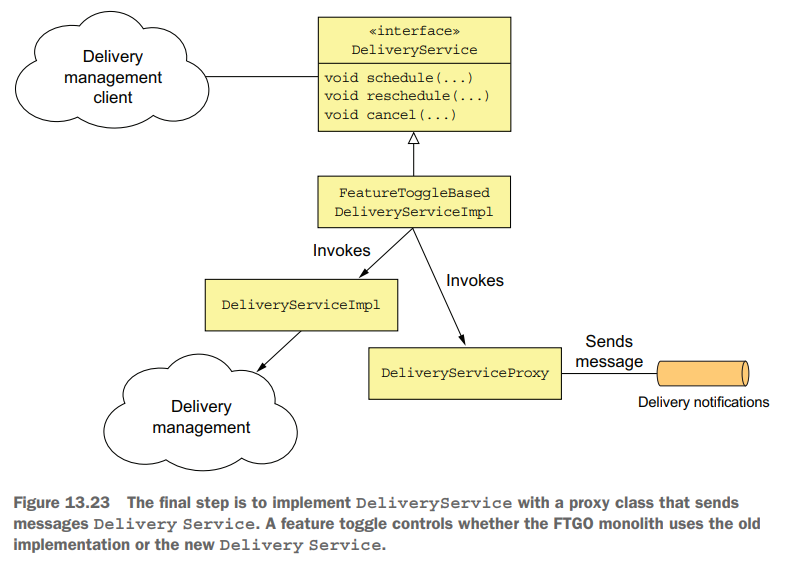 Delivery
management
client
«interface»
DeliveryService
void schedule(...)
void reschedule(...)
void cancel(...)
FeatureToggleBased
DeliveryServiceImpl
Invokes
Invokes
DeliveryServiceImpl
Sends
message
DeliveryServiceProxy
Delivery notifications
Delivery
management
Figure 13.23 The final step is to implement DeliveryService with a proxy class that sends
messages Delivery Service. A feature toggle controls whether the FTGO monolith uses the old
implementation or the new Delivery Service.